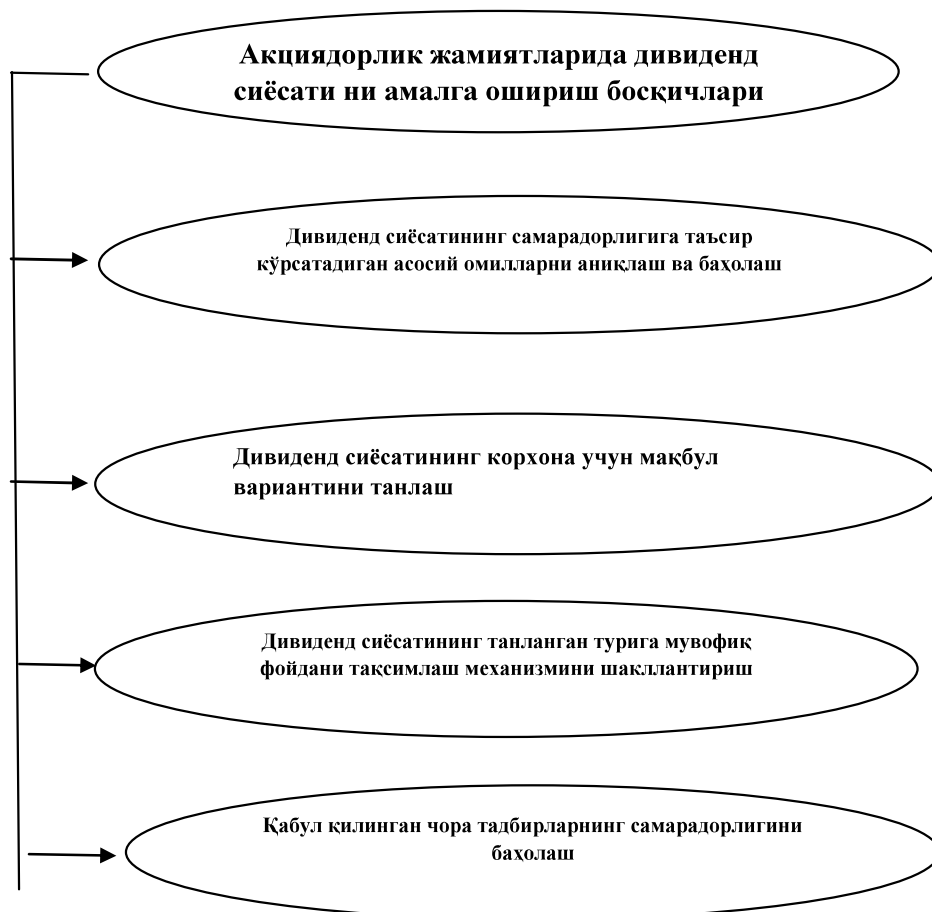 Акциядорлик жамиятларида дивиденд
сиёсати ни амалга ошириш босқичлари
Дивиденд сиёсатининг самарадорлигига таъсир
кўрсатадиган асосий омилларни аниқлаш ва баҳолаш
Дивиденд сиёсатининг корхона учун мақбул
вариантини танлаш
Дивиденд сиёсатининг танланган турига мувофиқ
фойдани тақсимлаш механизмини шакллантириш
Қабул қилинган чора тадбирларнинг самарадорлигини
баҳолаш